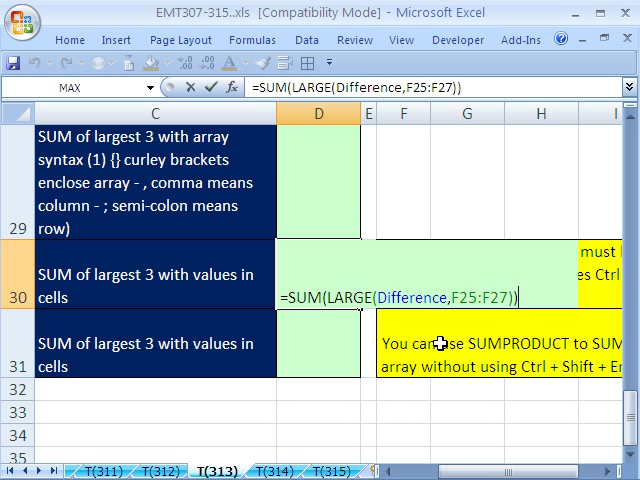 EMT307-315..xls [Compatibility Mode] - Microsoft Excel
Home Insert Page Layout Formulas Data Review View Developer Add-Ins
MAX =SUM(LARGE(Difference,F25:F27))
C D E F G H I
SUM of largest 3 with array
syntax (1) {} curley brackets
enclose array - , comma means
column - ; semi-colon means
29 row)
must
es Ctrl
SUM of largest 3 with values in
30 cells =SUM(LARGE(Difference,F25:F27))
SUM of largest 3 with values in
cells
31
You can use SUMPRODUCT to SUM
array without using Ctrl + Shift + En
32
33
34
35
T(311) T(312) T(313) T(314) T(315)